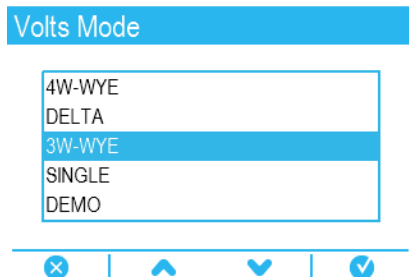 Volts Mode
4W-WYE
DELTA
3W-WYE
SINGLE
DEMO